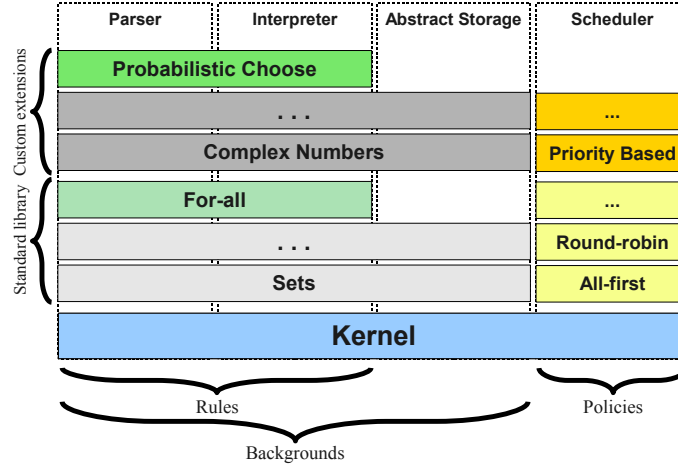 Parser
Interpreter
Abstract Storage
Scheduler
Custom extensions
Probabilistic Choose
. . .
...
Complex Numbers
Priority Based
Standard library
For-all
...
. . .
Round-robin
Sets
All-first
Kernel
Rules
Policies
Backgrounds